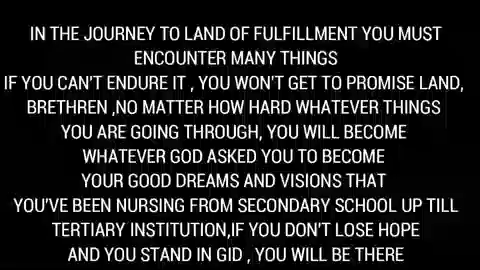 IN THE JOURNEY TO LAND OF FULFILLMENT YOU MUST
ENCOUNTER MANY THINGS
IF YOU CAN'T ENDURE IT , YOU WON'T GET TO PROMISE LAND,
BRETHREN ,NO MATTER HOW HARD WHATEVER THINGS
YOU ARE GOING THROUGH, YOU WILL BECOME
WHATEVER GOD ASKED YOU TO BECOME
YOUR GOOD DREAMS AND VISIONS THAT
YOU'VE BEEN NURSING FROM SECONDARY SCHOOL UP TILL
TERTIARY INSTITUTION,IF YOU DON'T LOSE HOPE
AND YOU STAND IN GID , YOU WILL BE THERE